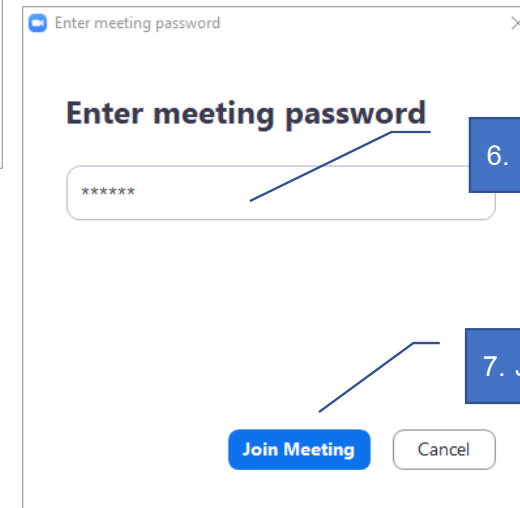 Enter meeting password
Enter meeting password
6.
******
7. J
Join Meeting
Cancel